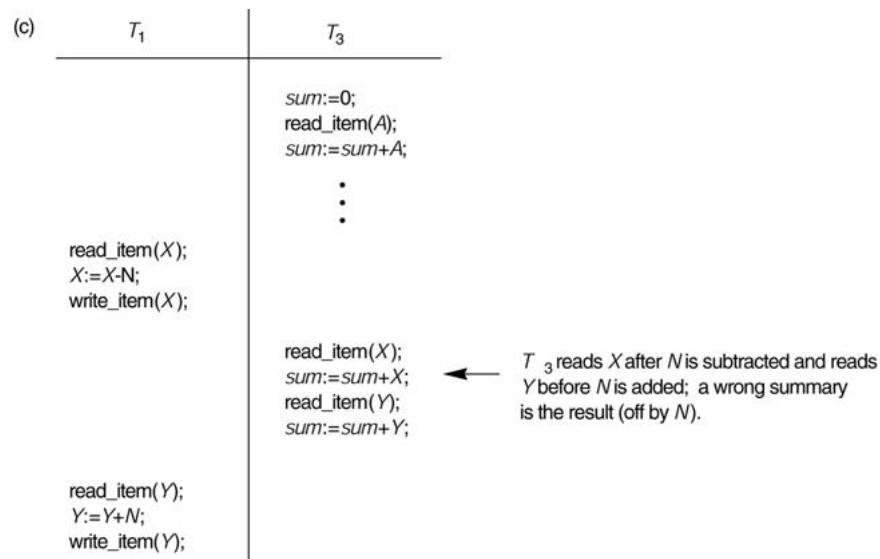 (c)
T1
T3
sum:=0;
read_item(A);
sum:=sum+A;
read_item(X);
X:=X-N;
write_item(X);
read_item(X);
sum:=sum+X;
read_item(Y);
sum:=sum+Y;
T 3 reads X after N is subtracted and reads
Y before N is added; a wrong summary
is the result (off by N).
read_item(Y);
Y:=Y+N;
write_item(Y);